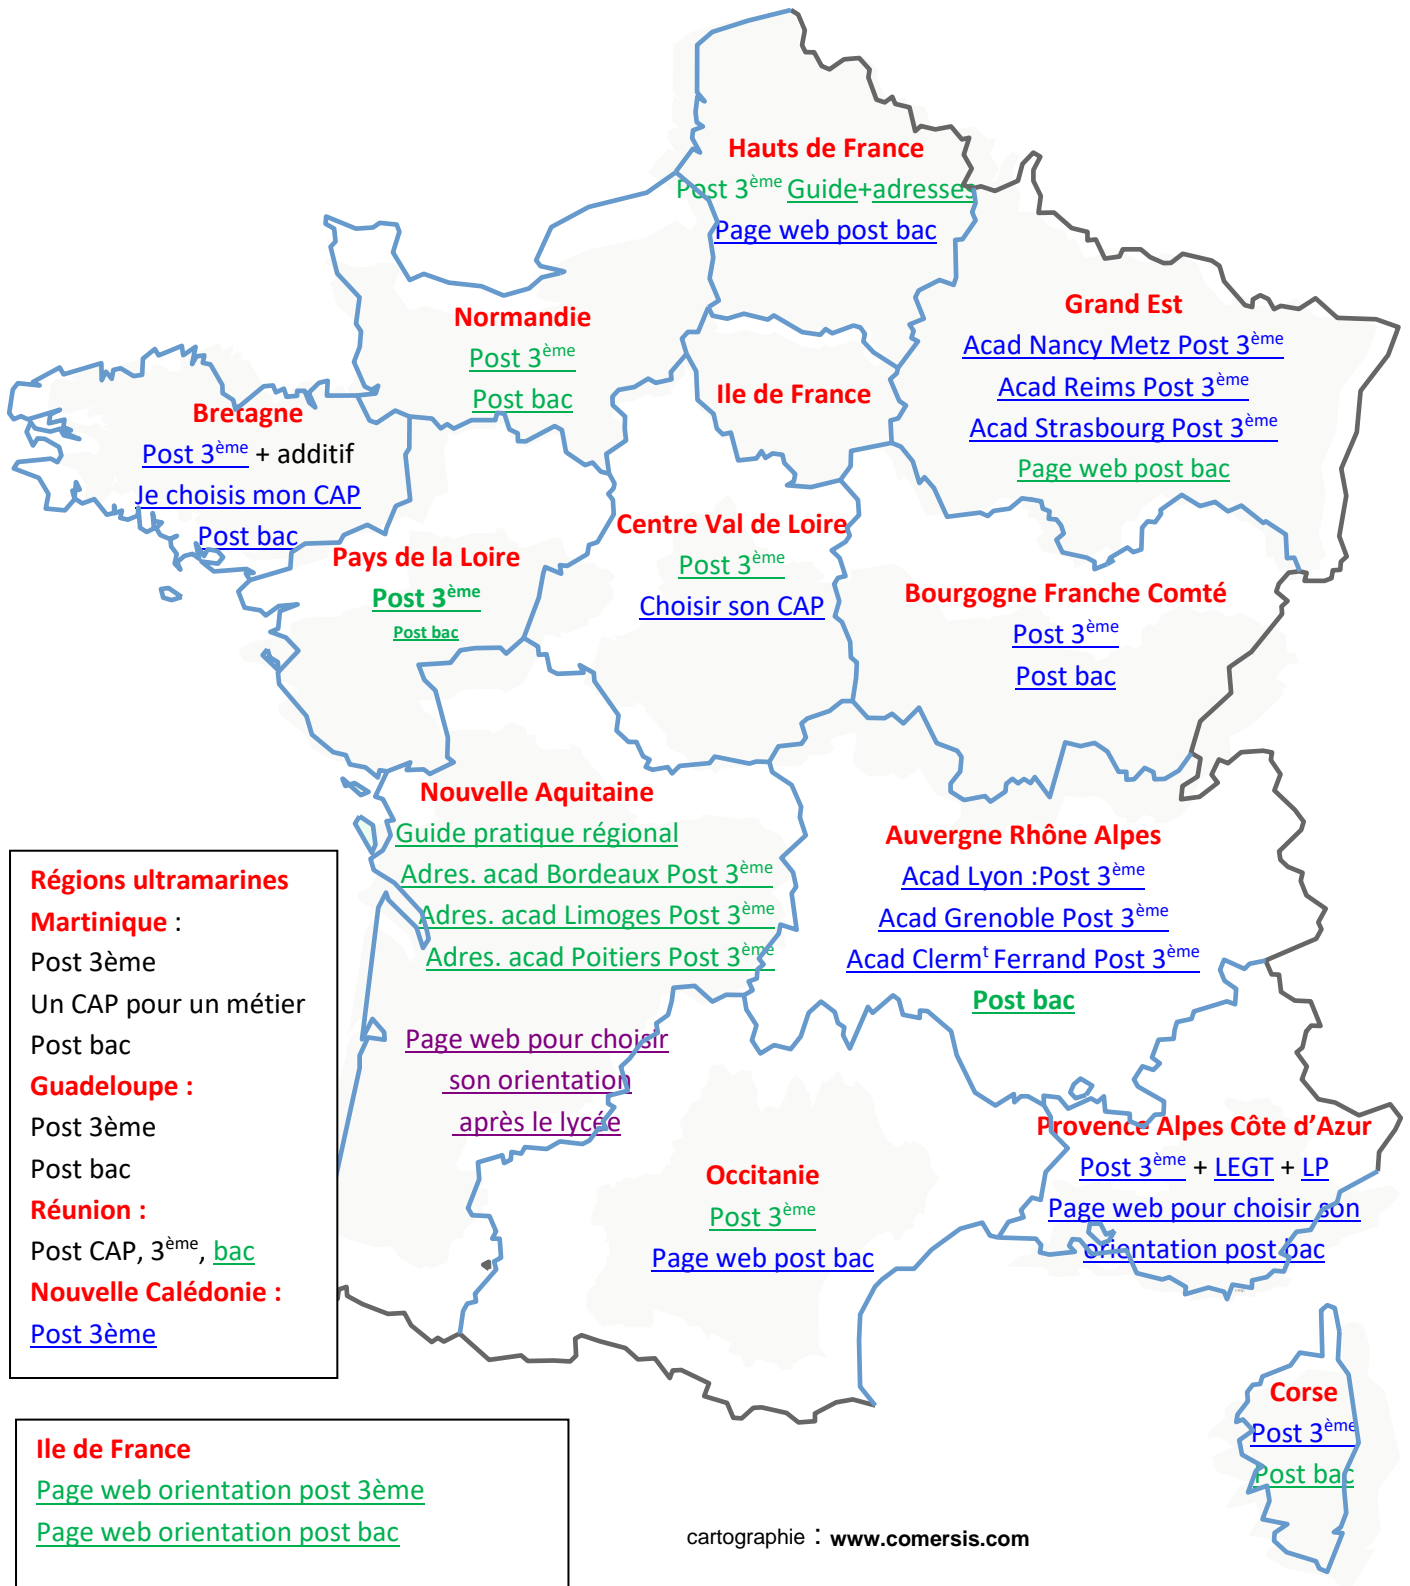 Hauts de France
Post 3ème Guide+adresses
Page web post bac
Normandie
Post 3ème
Post bac
Grand Est
Acad Nancy Metz Post 3ème
Acad Reims Post 3ème
Acad Strasbourg Post 3ème
Page web post bac
Ile de France
Bretagne
Post 3ème + additif
Je choisis mon CAP
Post bac
Pays de la Loire
Post 3ème
Post bac
Centre Val de Loire
Post 3ème
Choisir son CAP
Bourgogne Franche Comté
Post 3ème
Post bac
Nouvelle Aquitaine
Guide pratique régional
Adres. acad Bordeaux Post 3ème
Adres. acad Limoges Post 3ème
Adres. acad Poitiers Post 3ème
Page web pour choisir
son orientation
après le lycée
Auvergne Rhône Alpes
Acad Lyon :Post 3ème
Acad Grenoble Post 3ème
Acad Clermt Ferrand Post 3ème
Post bac
Régions ultramarines
Martinique :
Post 3ème
Un CAP pour un métier
Post bac
Guadeloupe :
Post 3ème
Post bac
Réunion :
Post CAP, 3ème, bac
Nouvelle Calédonie :
Post 3ème
Occitanie
Post 3ème
Page web post bac
Provence Alpes Côte d’Azur
Post 3ème + LEGT + LP
Page web pour choisir son
orientation post bac
Corse
Post 3ème
Post bac
Ile de France
Page web orientation post 3ème
Page web orientation post bac
cartographie : www.comersis.com